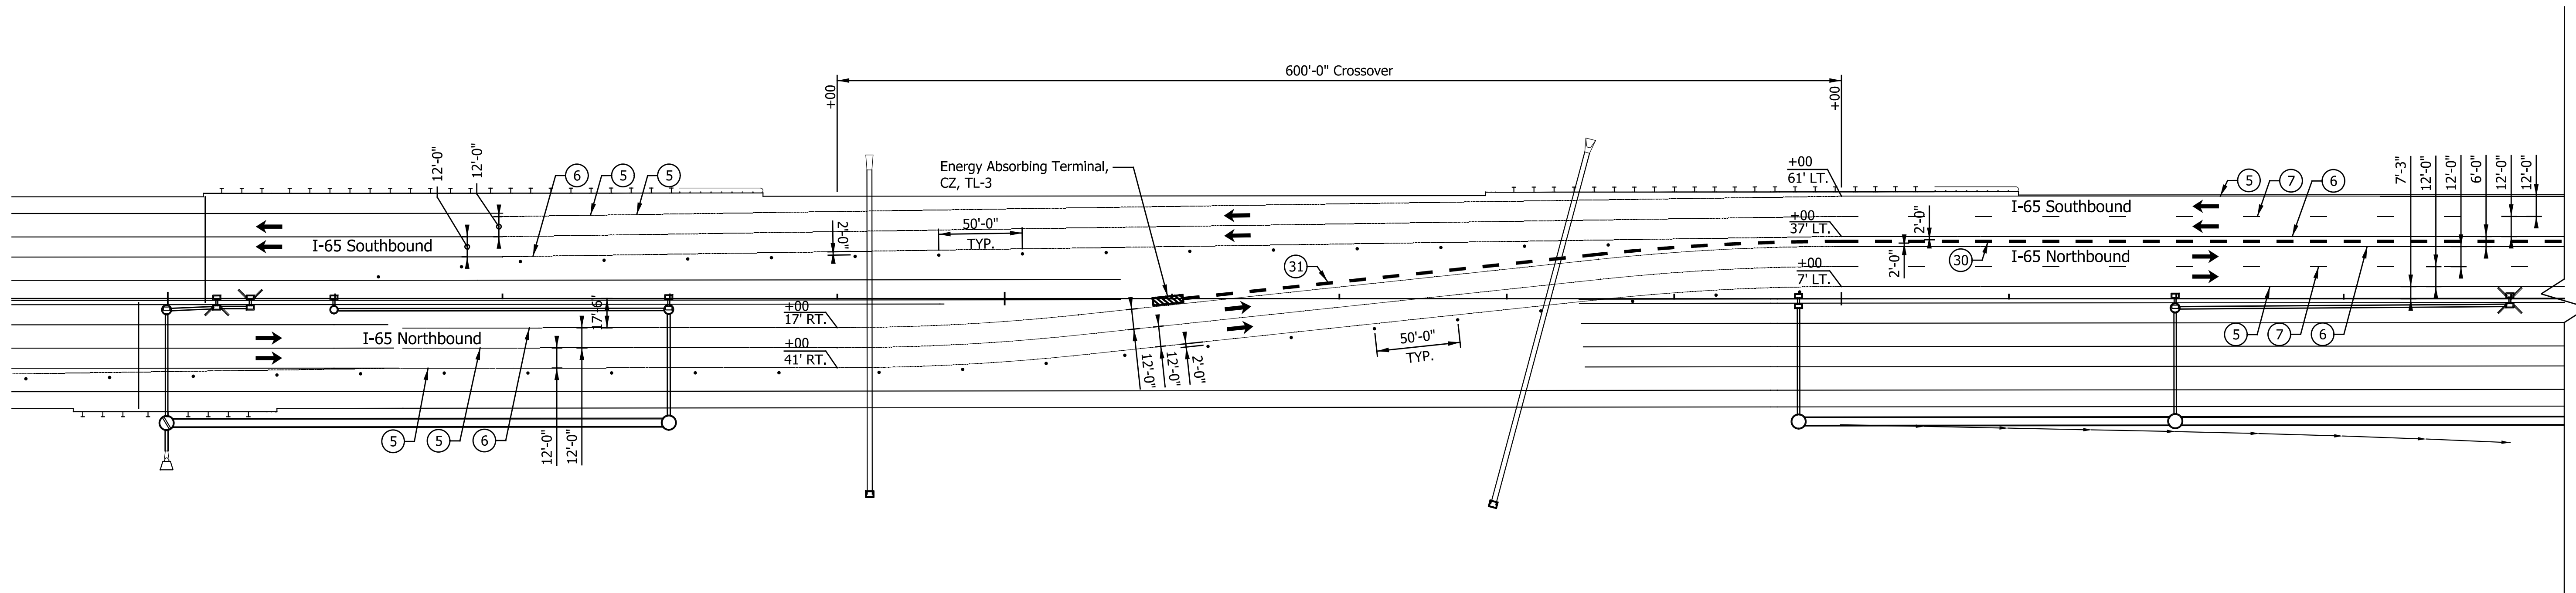 600'-0" Crossover
+00
+00
Energy Absorbing Terminal,
CZ, TL-3
+00
61' LT.
12'-0"
12'-0"
6
5
5
5
7
6
7'-3"
12'-0"
12'-0"
6'-0"
12'-0"
12'-0"
I-65 Southbound
2'-0"
50'-0"
TYP.
+00
37' LT.
2'-0"
I-65 Southbound
31
30
2'-0"
I-65 Northbound
+00
7' LT.
17'-6"
+00
17' RT.
I-65 Northbound
+00
41' RT.
12'-0"
12'-0"
2'-0"
50'-0"
TYP.
5
7
6
5
5
6
12'-0"
12'-0"